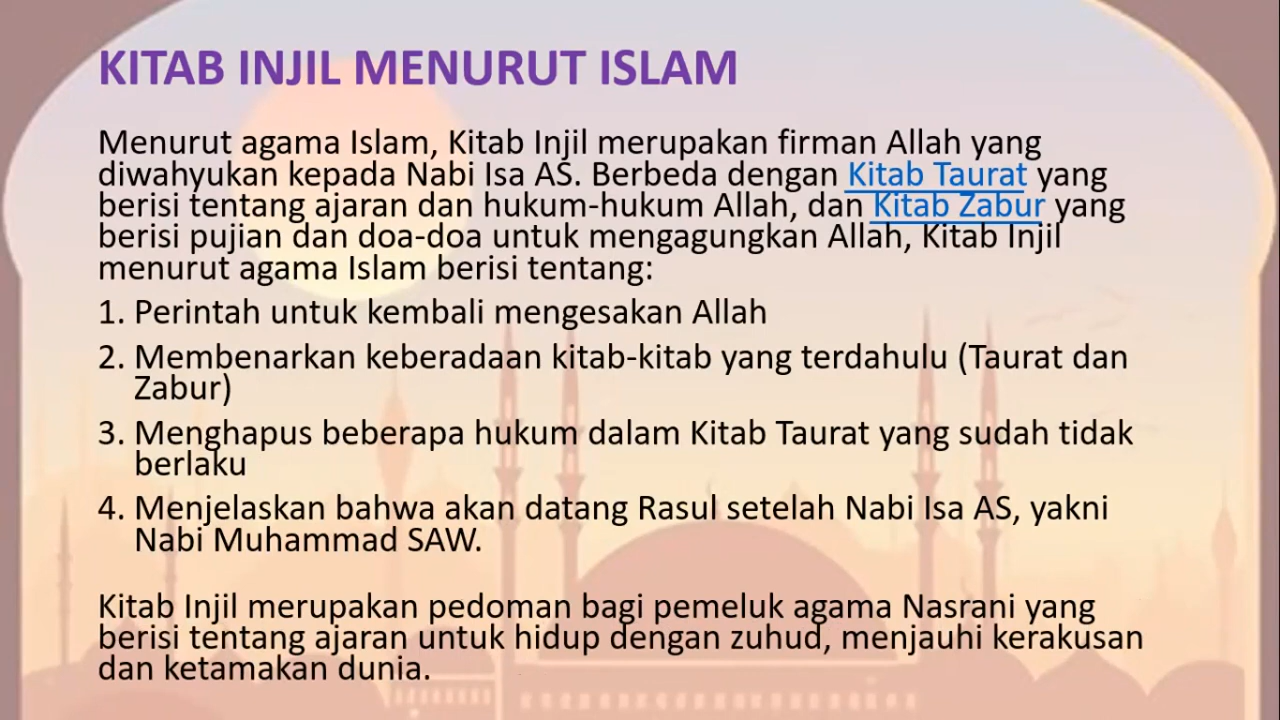 KITAB INJIL MENURUT ISLAM
Menurut agama Islam, Kitab Injil merupakan firman Allah yang
diwahyukan kepada Nabi Isa AS. Berbeda dengan Kitab Taurat yang
berisi tentang ajaran dan hukum-hukum Allah, dan Kitab Zabur yang
berisi pujian dan doa-doa untuk mengagungkan Allah, Kitab Injil
menurut agama Islam berisi tentang:
1. Perintah untuk kembali mengesakan Allah
2. Membenarkan keberadaan kitab-kitab yang terdahulu (Taurat dan
Zabur)
3. Menghapus beberapa hukum dalam Kitab Taurat yang sudah tidak
berlaku
4. Menjelaskan bahwa akan datang Rasul setelah Nabi Isa AS, yakni
Nabi Muhammad SAW.
Kitab Injil merupakan pedoman bagi pemeluk agama Nasrani yang
berisi tentang ajaran untuk hidup dengan zuhud, menjauhi kerakusan
dan ketamakan dunia.